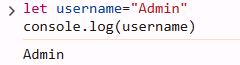 let username="Admin"
console.log(username)
Admin